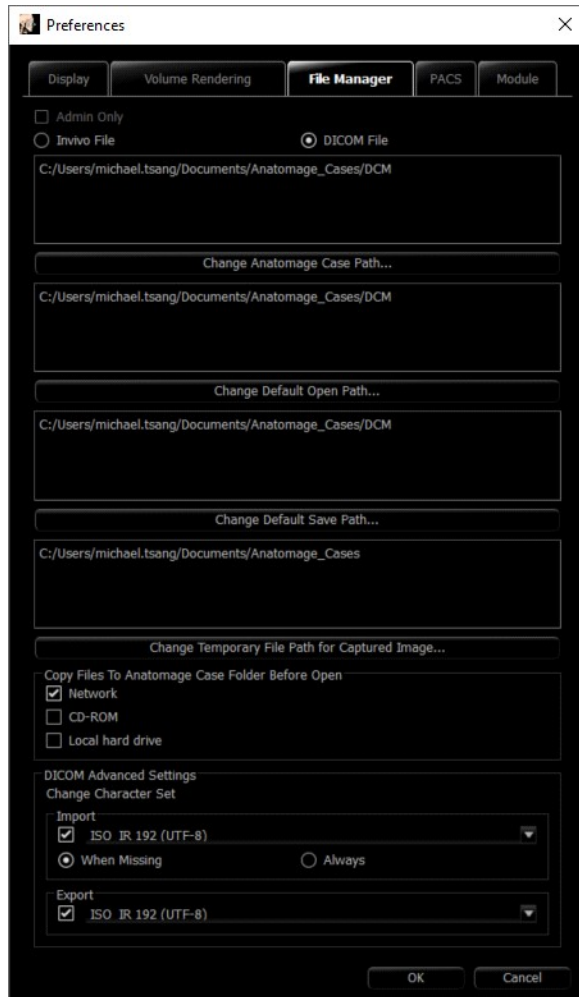 Preferences
Display Volume Rendering File Manager PACS Module
Admin Only
Invivo File DICOM File
C:/Users/michael.tsang/Documents/Anatomage_Cases/DCM
Change Anatomage Case Path...
C:/Users/michael.tsang/Documents/Anatomage_Cases/DCM
Change Default Open Path...
C:/Users/michael.tsang/Documents/Anatomage_Cases/DCM
Change Default Save Path...
C:/Users/michael.tsang/Documents/Anatomage_Cases
Change Temporary File Path for Captured Image...
Copy Files To Anatomage Case Folder Before Open
Network
CD-ROM
Local hard drive
DICOM Advanced Settings
Change Character Set
Import
ISO IR 192 (UTF-8)
When Missing Always
Export
ISO IR 192 (UTF-8)
OK Cancel